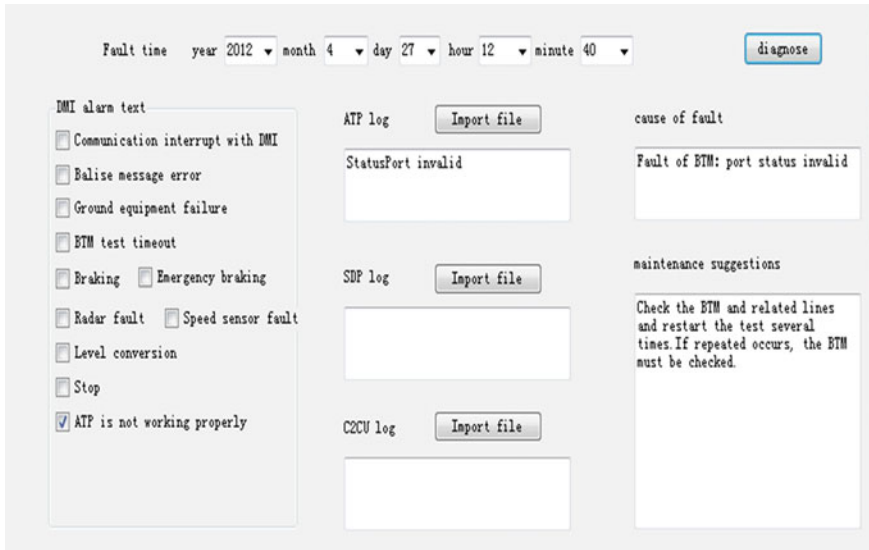 Fault time year 2012 month 4 day 27 hour 12 minute 40 diagnose
DMI alarm text
Communication interrupt with DMI
Balise message error
Ground equipment failure
BTM test timeout
Braking Emergency braking
Radar fault Speed sensor fault
Level conversion
Stop
ATP is not working properly
ATP log Import file
StatusPort invalid
SDP log Import file
C2CU log Import file
cause of fault
Fault of BTM: port status invalid
maintenance suggestions
Check the BTM and related lines
and restart the test several
times.If repeated occurs, the BTM
must be checked.